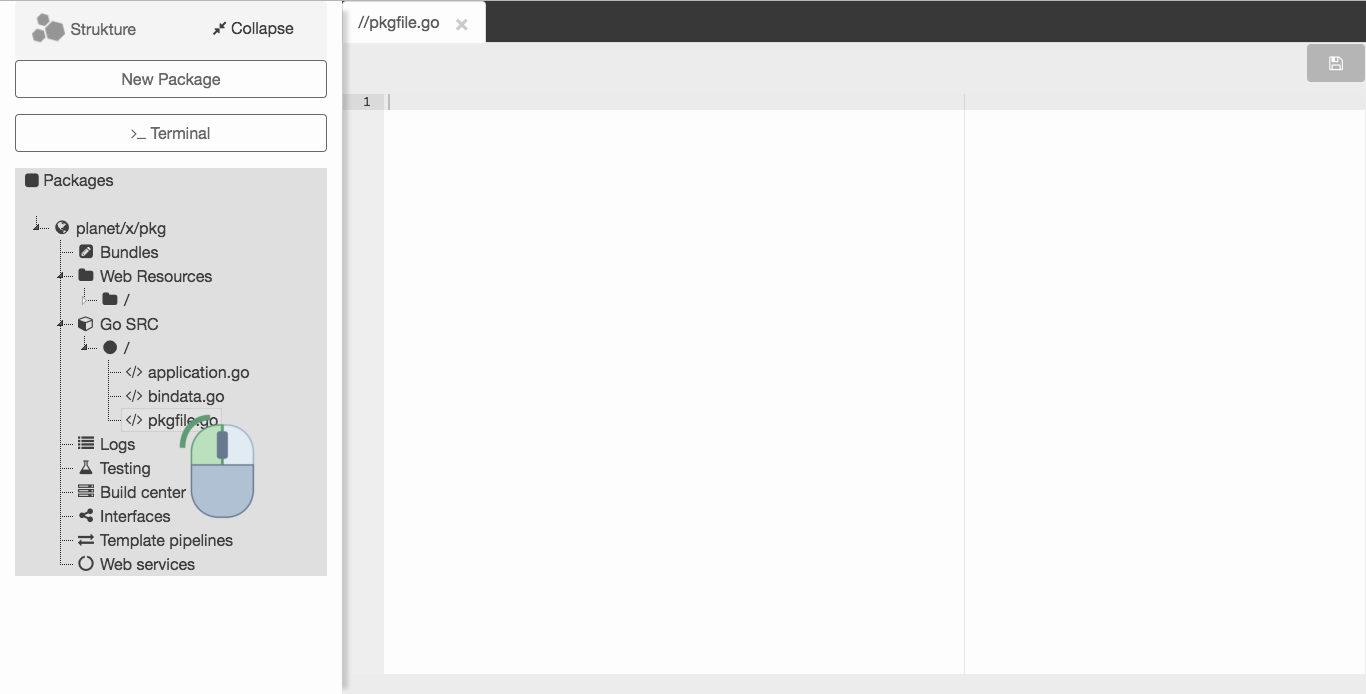 Strukture
Collapse
New Package
>_ Terminal
Packages
planet/x/pkg
Bundles
Web Resources
/
Go SRC
/
</> application.go
</> bindata.go
</> pkgfile.go
Logs
Testing
Build center
Interfaces
Template pipelines
Web services
//pkgfile.go ×
1